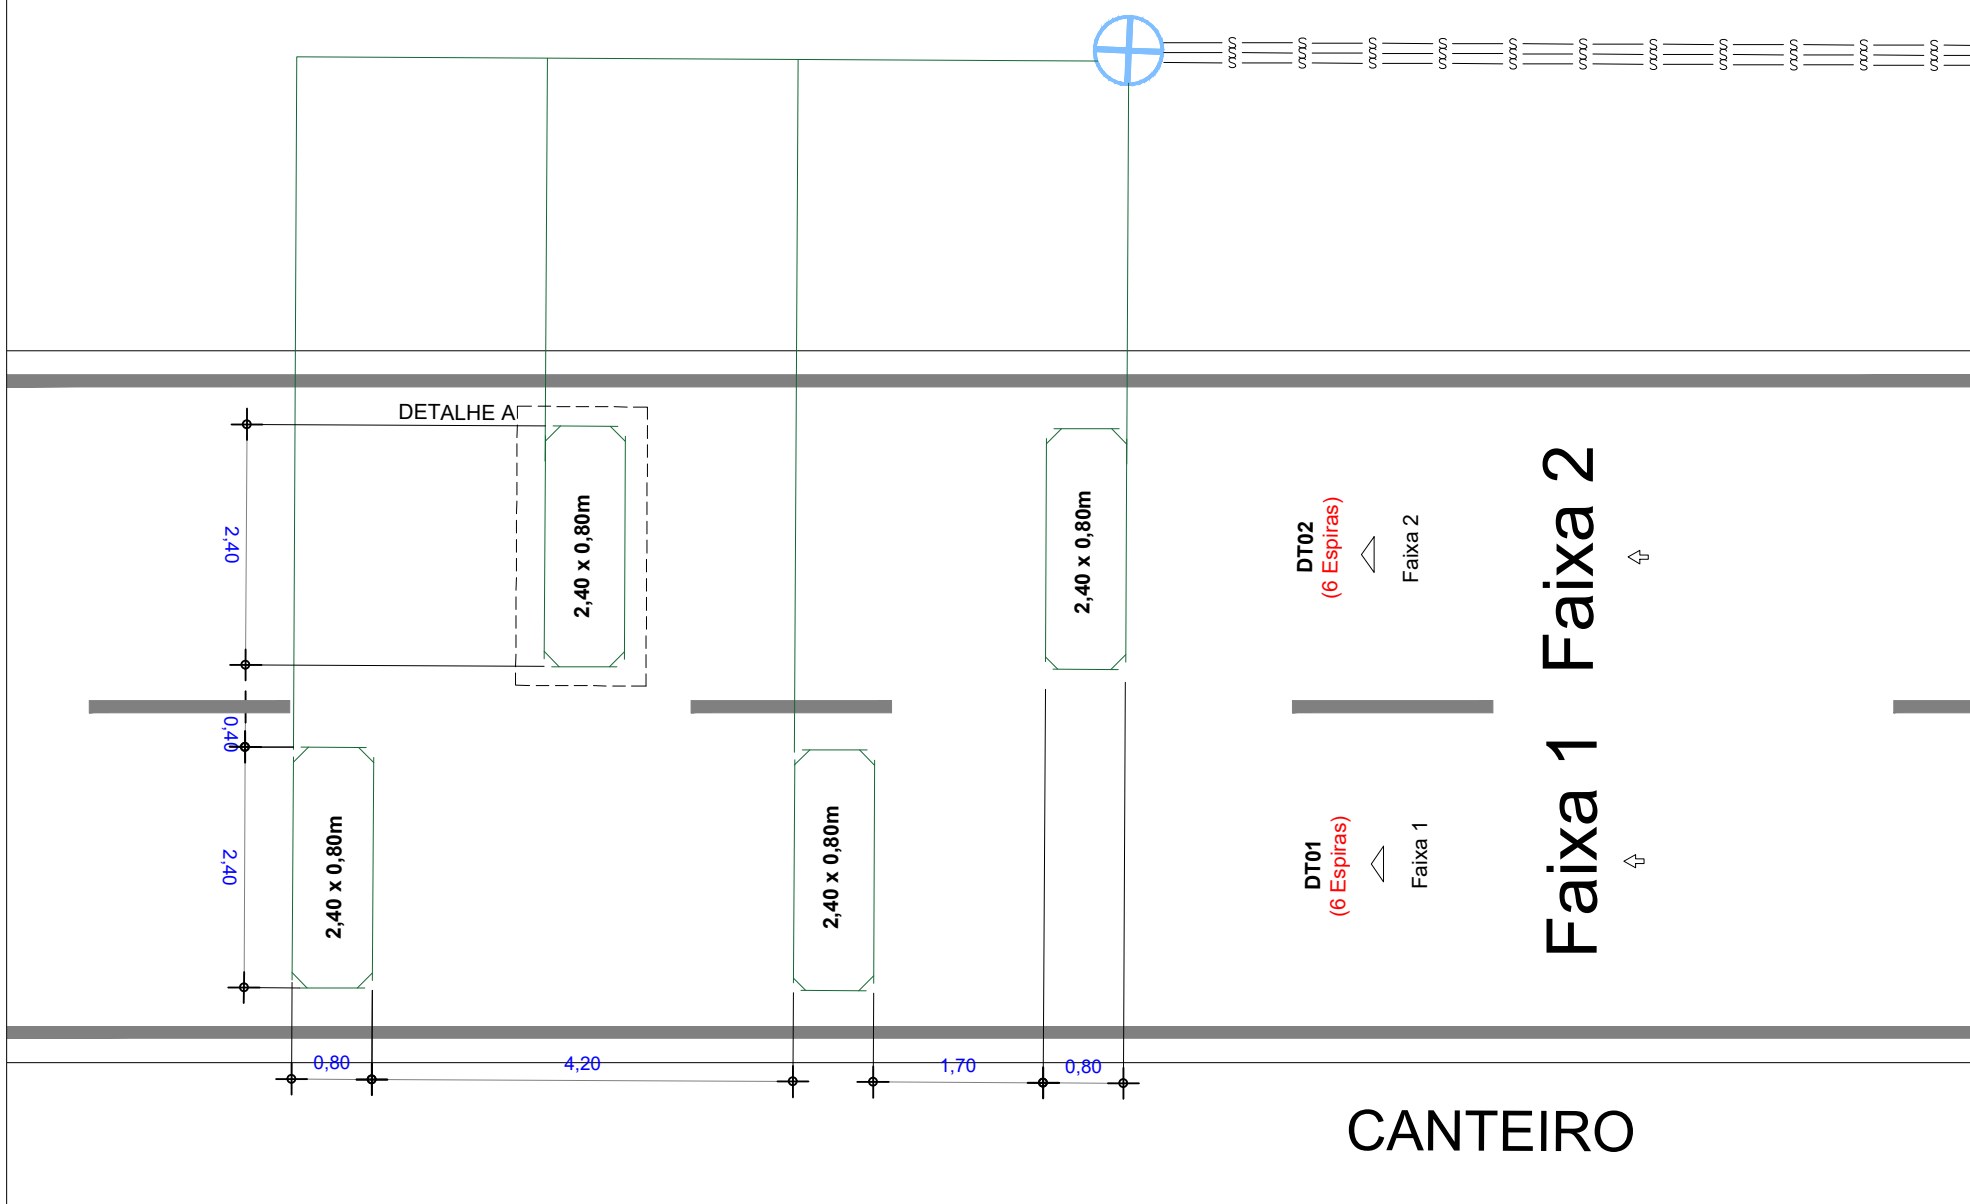 DETALHE A
2,40
2,40 x 0,80m
2,40 x 0,80m
DT02
(6 Espiras)
Faixa 2
Faixa 2
0,40
2,40
2,40 x 0,80m
2,40 x 0,80m
DT01
(6 Espiras)
Faixa 1
Faixa 1
0,80
4,20
1,70
0,80
CANTEIRO
S S S S S S S S S S S
S S S S S S S S S S S
S S S S S S S S S S S